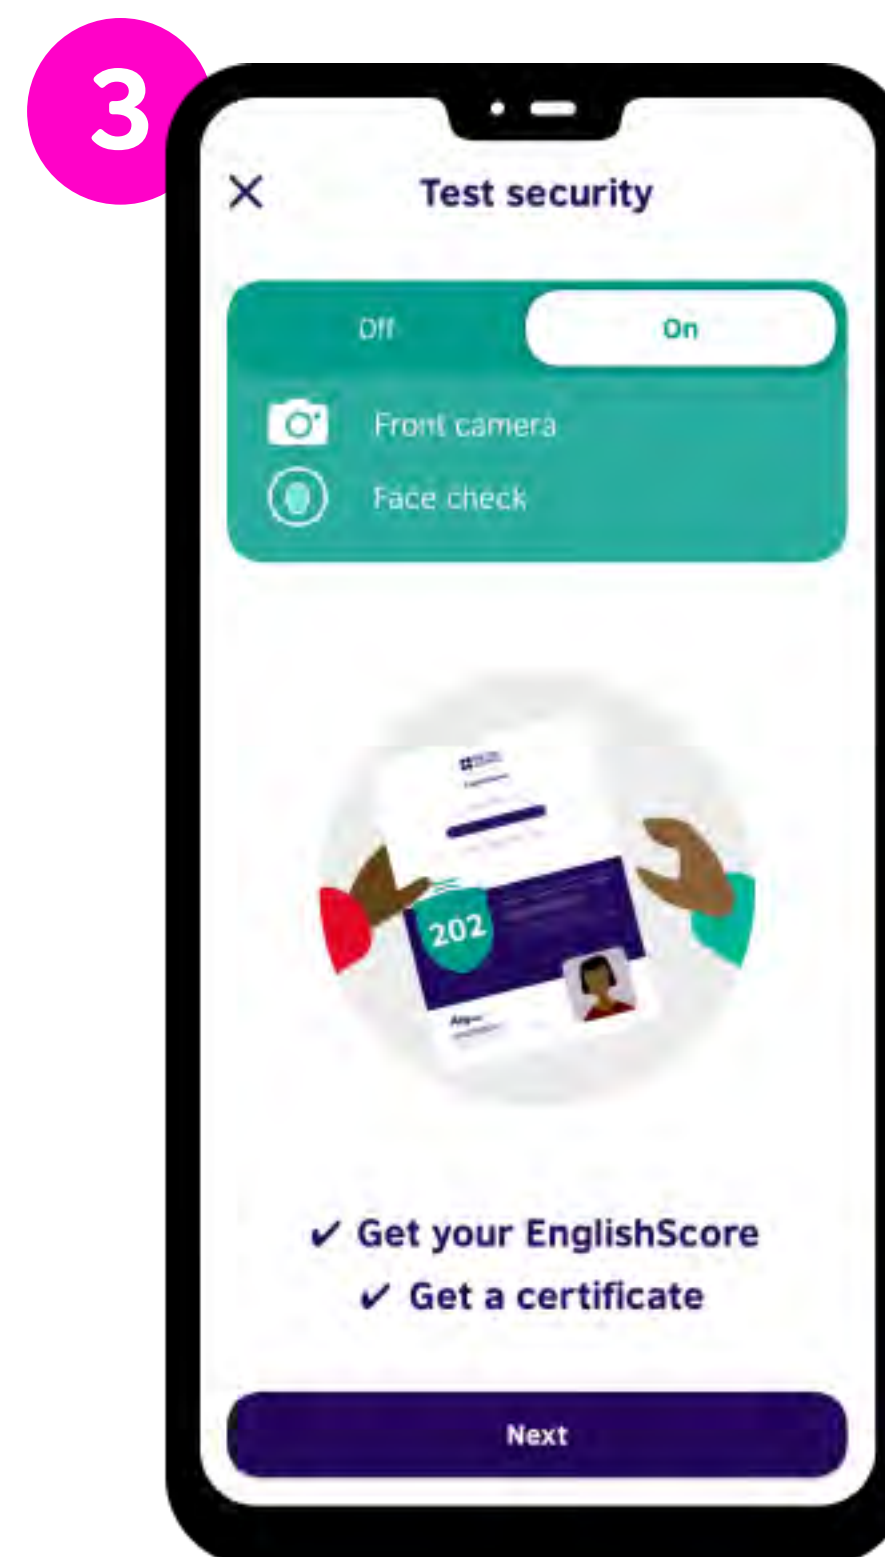 3
Test security
Off
On
Front camera
Face check
202
✔ Get your EnglishScore
✔ Get a certificate
Next